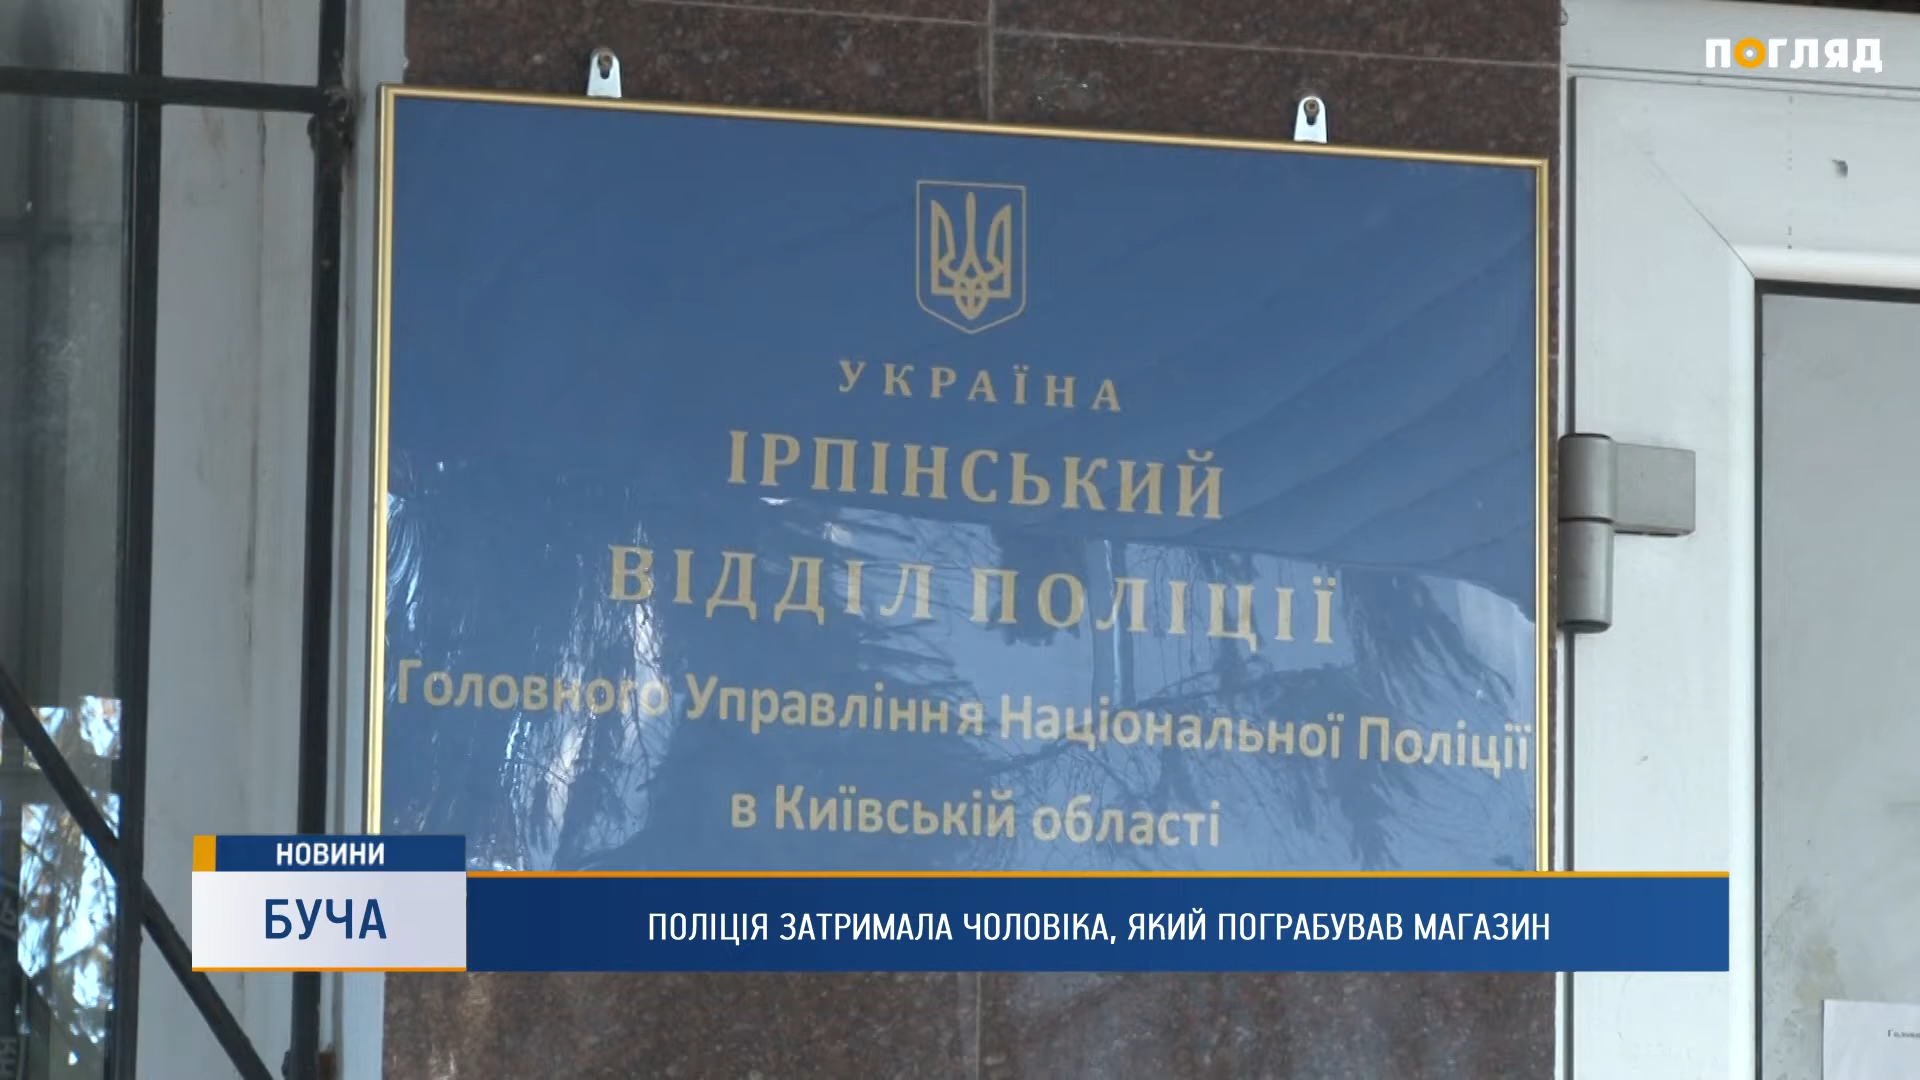 ПОГЛЯД
УКРАЇНА
ІРПІНСЬКИЙ
ВІДДІЛ ПОЛІЦІЇ
Головного Управління Національної Поліції
в Київській області
НОВИНИ
БУЧА
ПОЛІЦІЯ ЗАТРИМАЛА ЧОЛОВІКА, ЯКИЙ ПОГРАБУВАВ МАГАЗИН